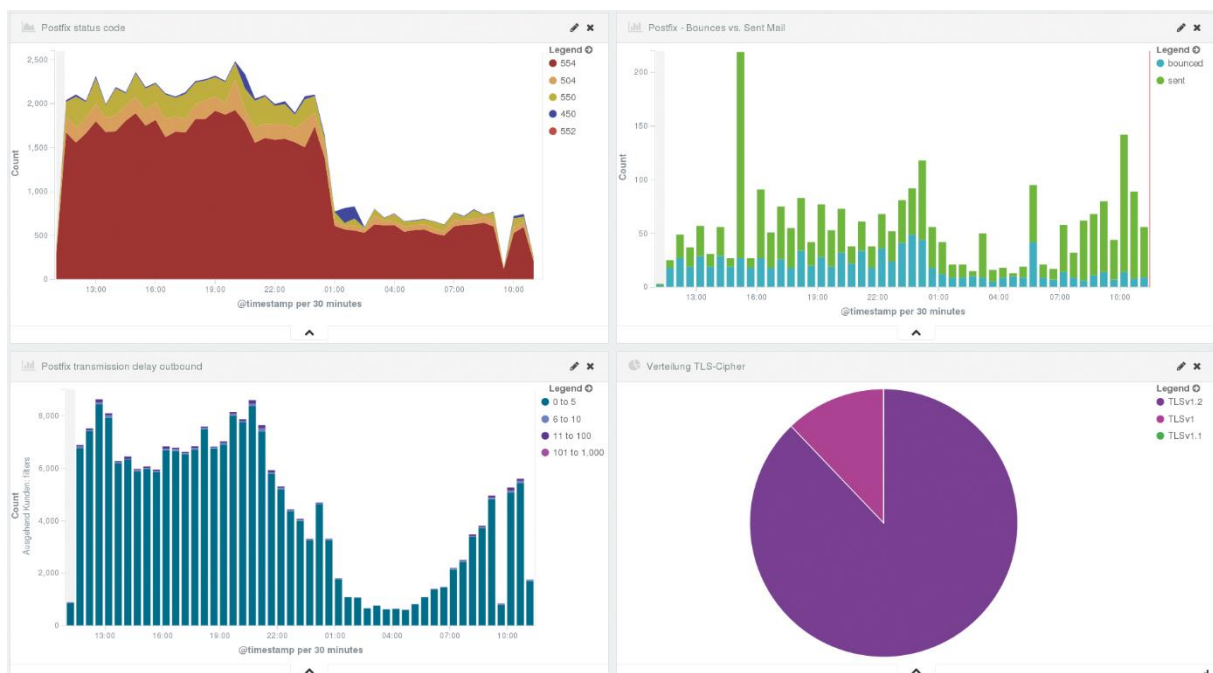 Postfix status code
Legend
554
504
550
450
552
2,500
2,000
1,500
1,000
500
0
Count
13:00 16:00 19:00 22:00 01:00 04:00 07:00 10:00
@timestamp per 30 minutes
Postfix - Bounces vs. Sent Mail
Legend
bounced
sent
200
150
100
50
0
Count
13:00 16:00 19:00 22:00 01:00 04:00 07:00 10:00
@timestamp per 30 minutes
Postfix transmission delay outbound
Legend
0 to 5
6 to 10
11 to 100
101 to 1,000
8,000
6,000
4,000
2,000
0
Count
Ausgehend Kunden: filters
13:00 16:00 19:00 22:00 01:00 04:00 07:00 10:00
@timestamp per 30 minutes
Verteilung TLS-Cipher
Legend
TLSv1.2
TLSv1
TLSv1.1